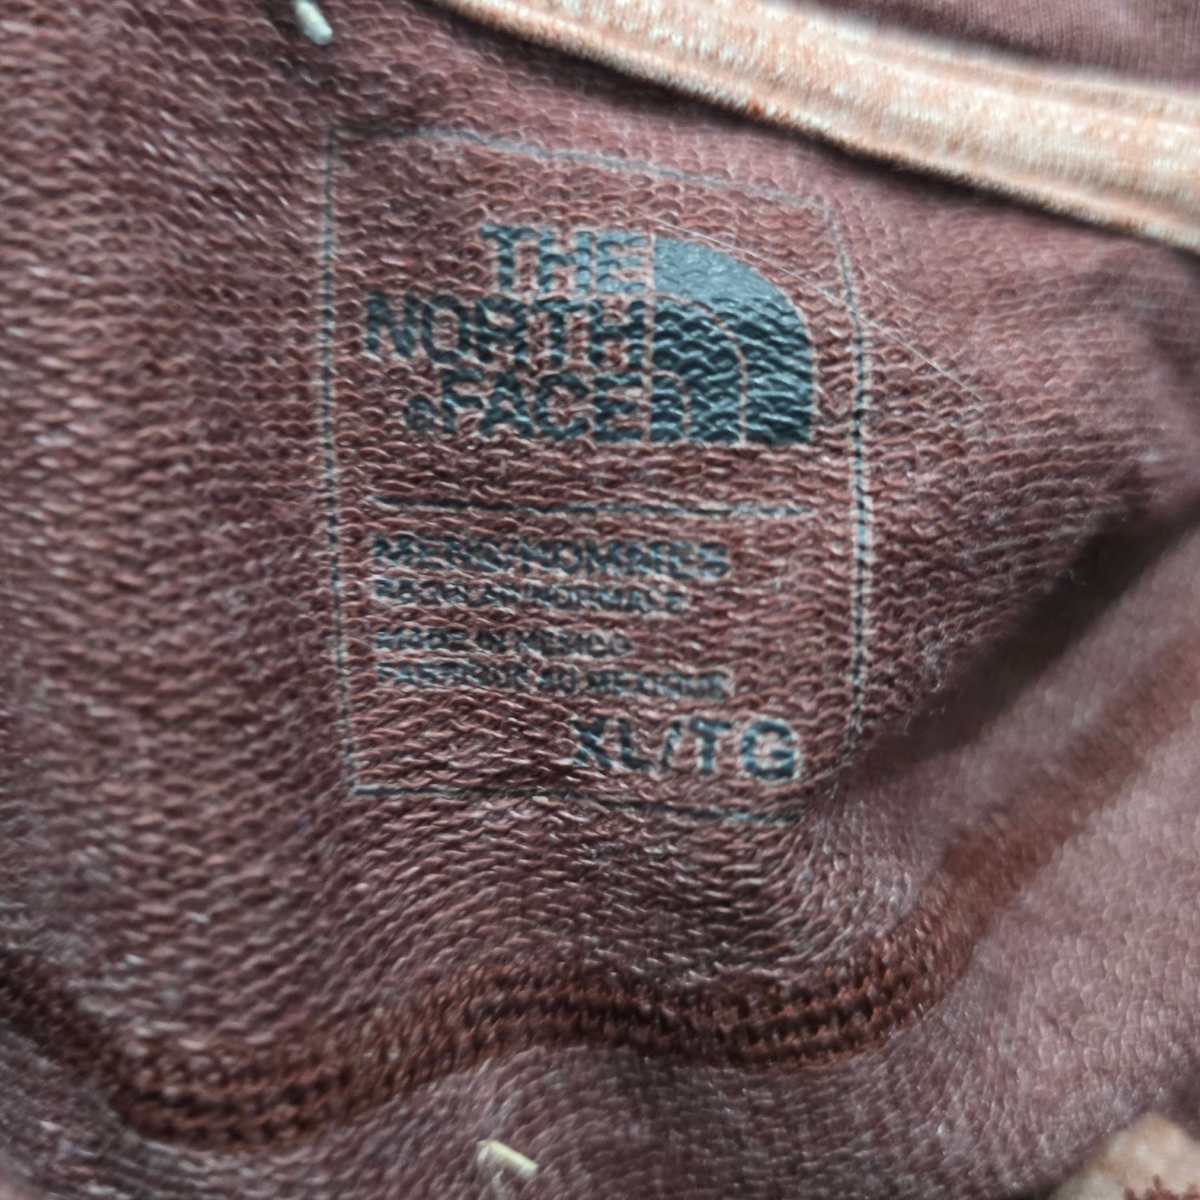 THE
NORTH
®FACE
MENS/HOMMES
REGULAR/NORMALE
MADE IN MEXICO
FABRIQUÉ AU MEXIQUE
XL/TG